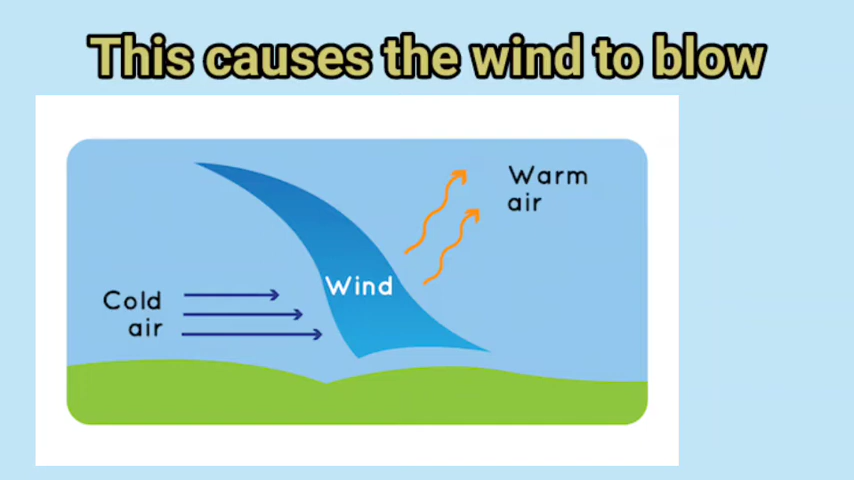 This causes the wind to blow
Warm
air
Wind
Cold
air